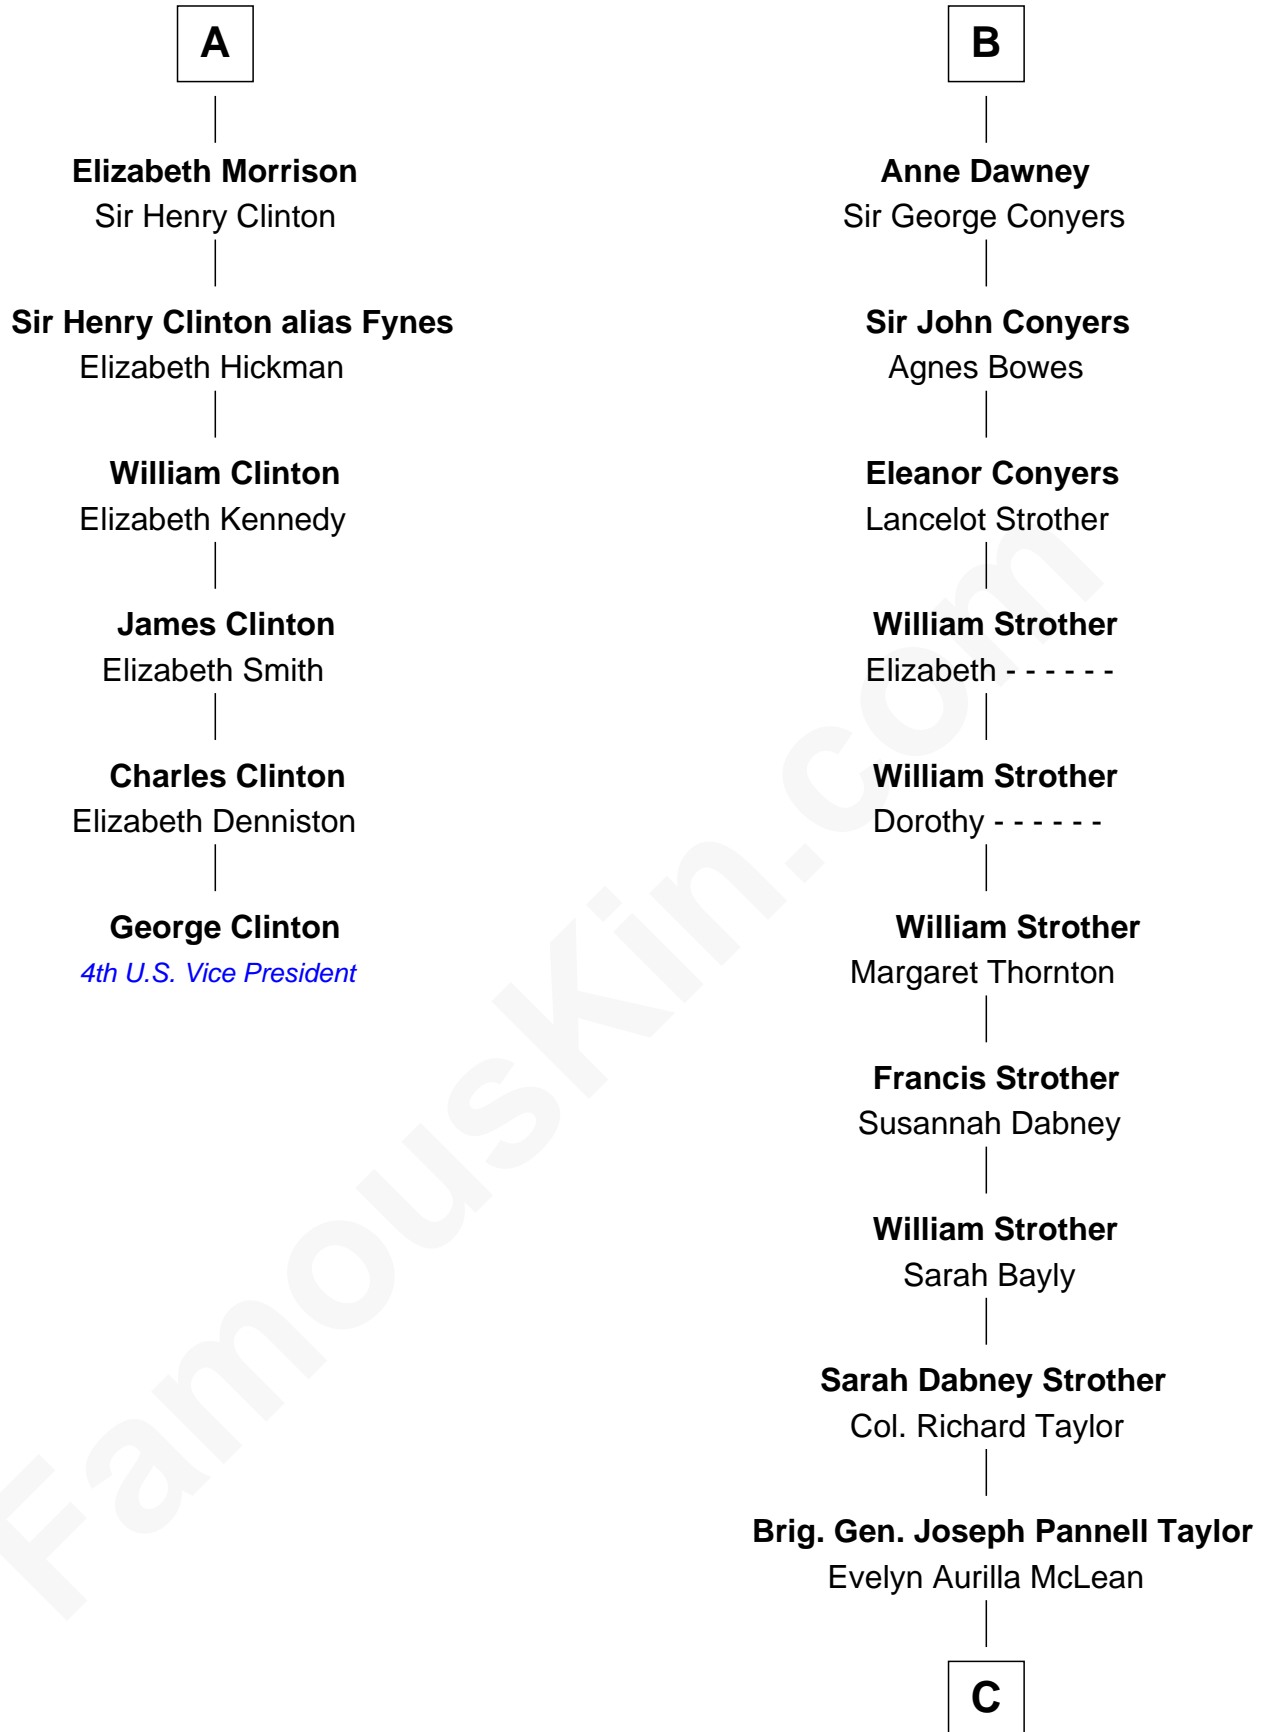 A
Elizabeth Morrison
Sir Henry Clinton
Sir Henry Clinton alias Fynes
Elizabeth Hickman
William Clinton
Elizabeth Kennedy
James Clinton
Elizabeth Smith
Charles Clinton
Elizabeth Denniston
George Clinton
4th U.S. Vice President
B
Anne Dawney
Sir George Conyers
Sir John Conyers
Agnes Bowes
Eleanor Conyers
Lancelot Strother
William Strother
Elizabeth - - - - - -
William Strother
Dorothy - - - - - -
William Strother
Margaret Thornton
Francis Strother
Susannah Dabney
William Strother
Sarah Bayly
Sarah Dabney Strother
Col. Richard Taylor
Brig. Gen. Joseph Pannell Taylor
Evelyn Aurilla McLean
C
FamousKin.com